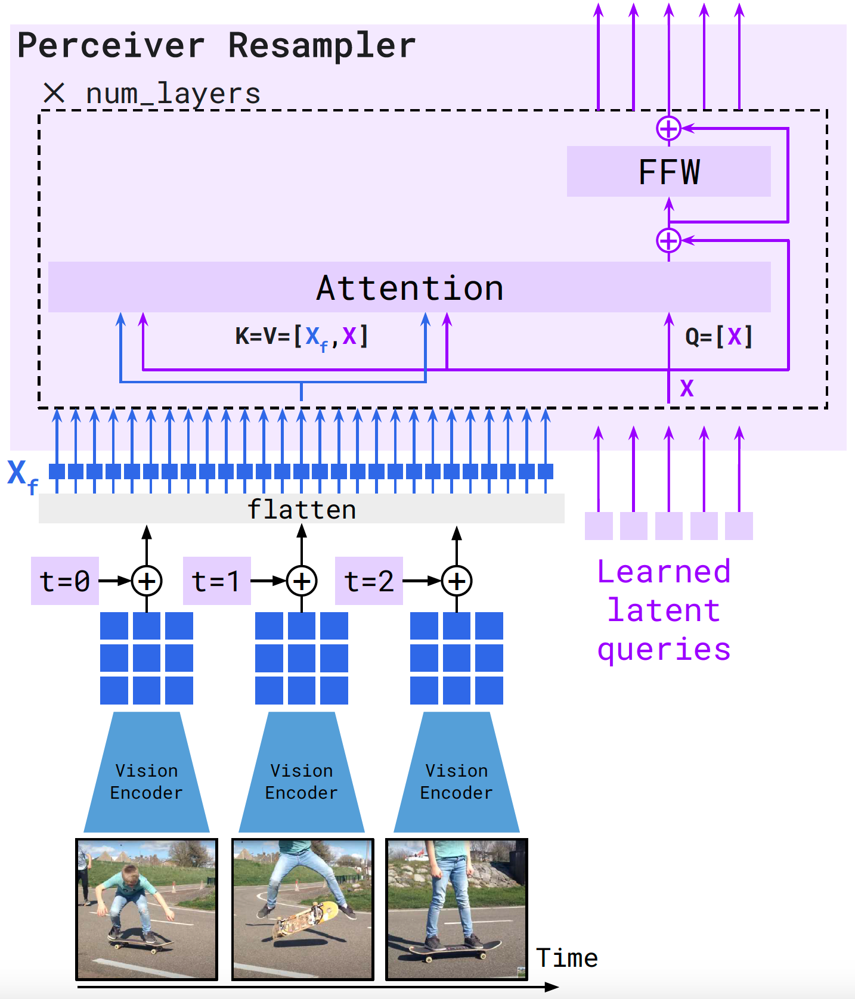 Perceiver Resampler
× num_layers
FFW
Attention
K=V=[Xf,X]
Q=[X]
X
Xf
flatten
t=0
t=1
t=2
Learned
latent
queries
Vision
Encoder
Vision
Encoder
Vision
Encoder
Time